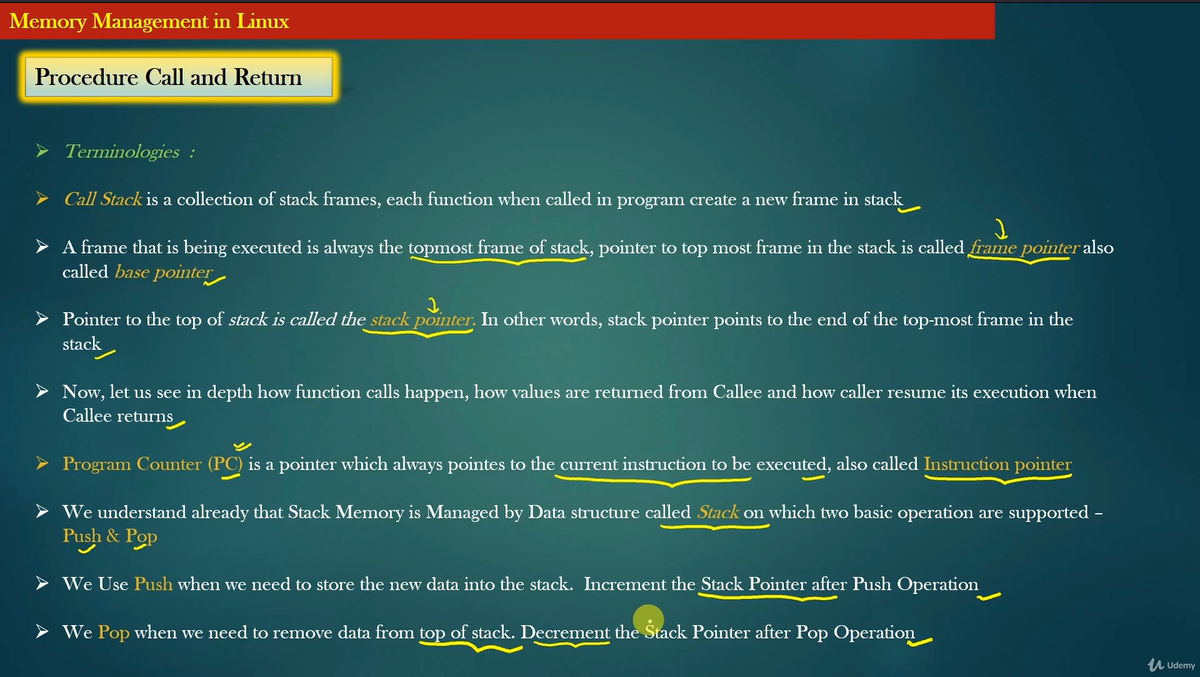 Memory Management in Linux
Procedure Call and Return
Terminologies :
Call Stack is a collection of stack frames, each function when called in program create a new frame in stack
A frame that is being executed is always the topmost frame of stack, pointer to top most frame in the stack is called frame pointer also
called base pointer
Pointer to the top of stack is called the stack pointer. In other words, stack pointer points to the end of the top-most frame in the
stack
Now, let us see in depth how function calls happen, how values are returned from Callee and how caller resume its execution when
Callee returns
Program Counter (PC) is a pointer which always pointes to the current instruction to be executed, also called Instruction pointer
We understand already that Stack Memory is Managed by Data structure called Stack on which two basic operation are supported –
Push & Pop
We Use Push when we need to store the new data into the stack. Increment the Stack Pointer after Push Operation
We Pop when we need to remove data from top of stack. Decrement the Stack Pointer after Pop Operation
Udemy